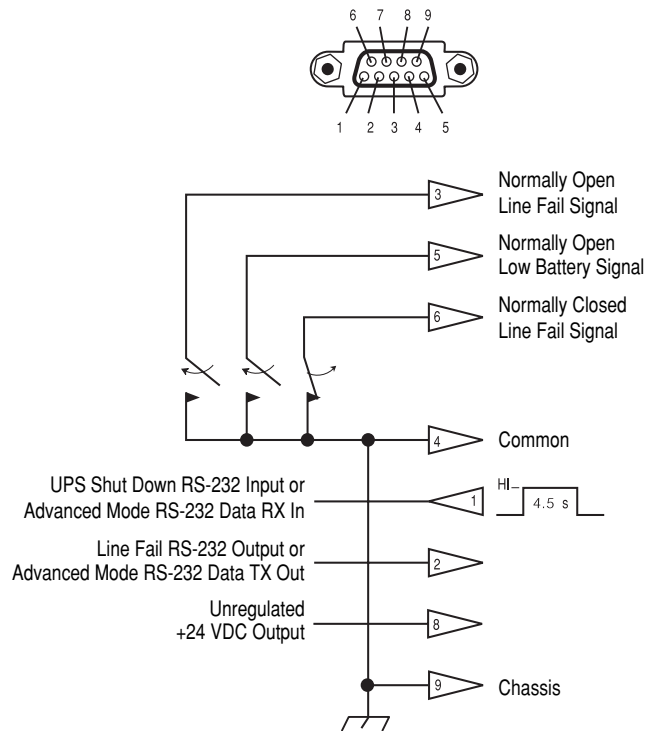 6 7 8 9
1 2 3 4 5
3 Normally Open
Line Fail Signal
5 Normally Open
Low Battery Signal
6 Normally Closed
Line Fail Signal
4 Common
UPS Shut Down RS-232 Input or
Advanced Mode RS-232 Data RX In
1 HI 4.5 s
Line Fail RS-232 Output or
Advanced Mode RS-232 Data TX Out
2
Unregulated
+24 VDC Output
8
9 Chassis